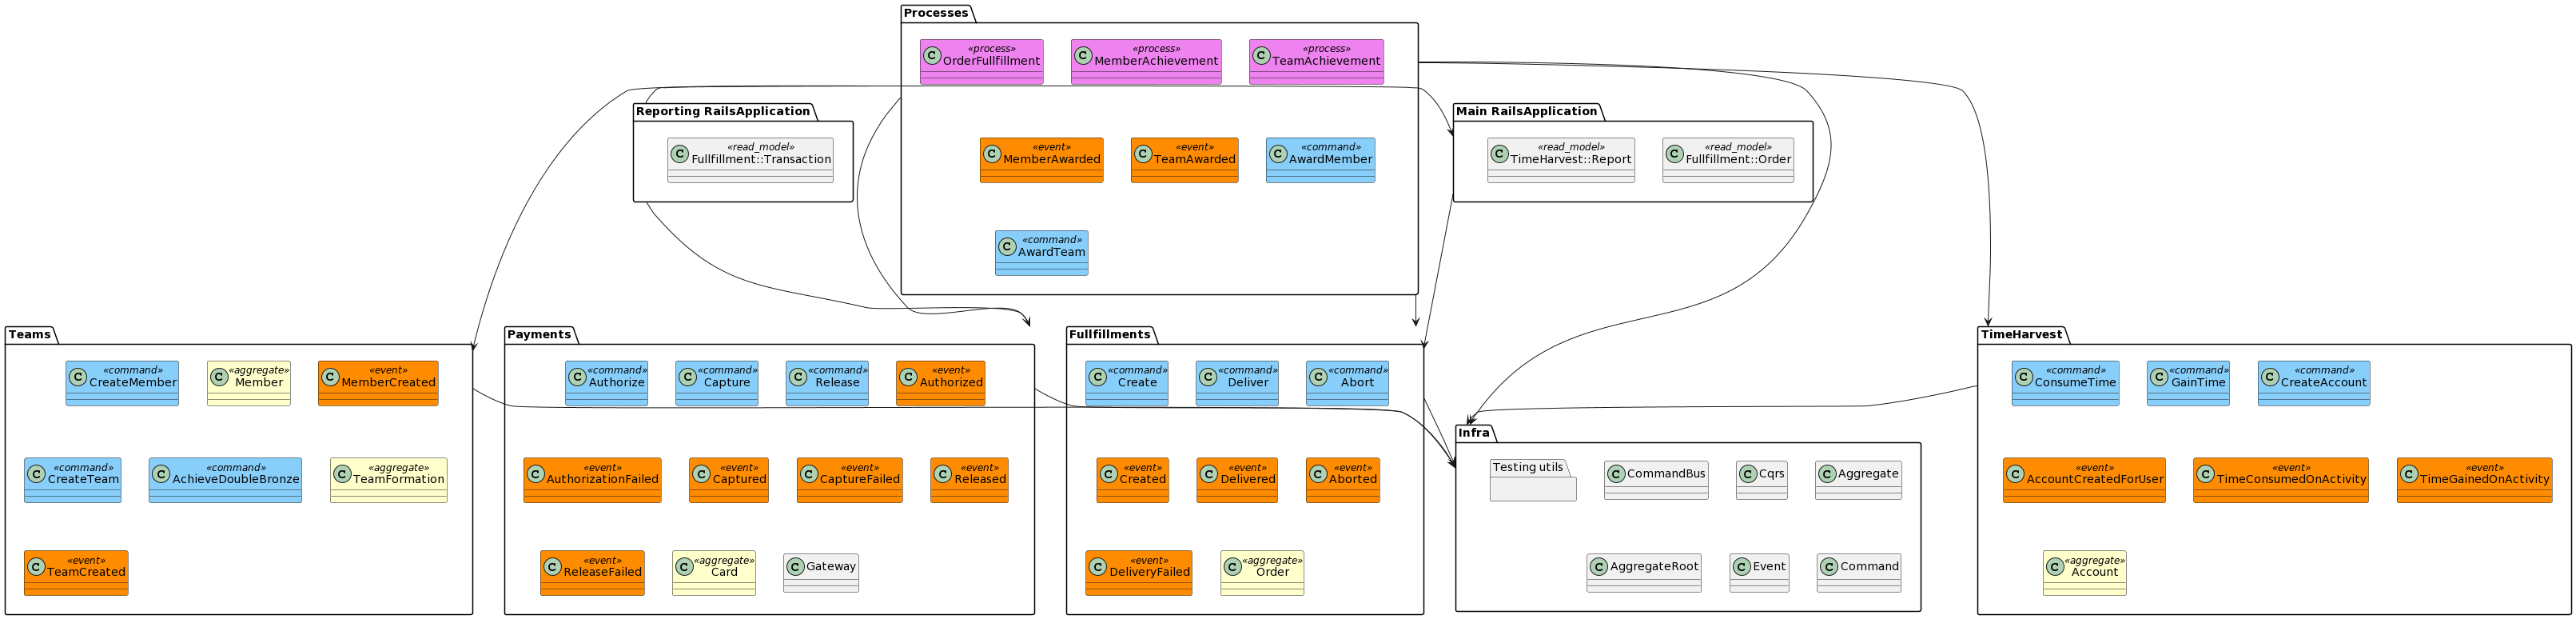 Processes
C
«process»
OrderFullfillment
C
«process»
MemberAchievement
C
«process»
TeamAchievement
C
«event»
MemberAwarded
C
«event»
TeamAwarded
C
«command»
AwardMember
C
«command»
AwardTeam
Reporting RailsApplication
C
«read_model»
Fullfillment::Transaction
Main RailsApplication
C
«read_model»
TimeHarvest::Report
C
«read_model»
Fullfillment::Order
Teams
C
«command»
CreateMember
C
«aggregate»
Member
C
«event»
MemberCreated
C
«command»
CreateTeam
C
«command»
AchieveDoubleBronze
C
«aggregate»
TeamFormation
C
«event»
TeamCreated
Payments
C
«command»
Authorize
C
«command»
Capture
C
«command»
Release
C
«event»
Authorized
C
«event»
AuthorizationFailed
C
«event»
Captured
C
«event»
CaptureFailed
C
«event»
Released
C
«event»
ReleaseFailed
C
«aggregate»
Card
C
Gateway
Fullfillments
C
«command»
Create
C
«command»
Deliver
C
«command»
Abort
C
«event»
Created
C
«event»
Delivered
C
«event»
Aborted
C
«event»
DeliveryFailed
C
«aggregate»
Order
Infra
Testing utils
C
CommandBus
C
Cqrs
C
Aggregate
C
AggregateRoot
C
Event
C
Command
TimeHarvest
C
«command»
ConsumeTime
C
«command»
GainTime
C
«command»
CreateAccount
C
«event»
AccountCreatedForUser
C
«event»
TimeConsumedOnActivity
C
«event»
TimeGainedOnActivity
C
«aggregate»
Account